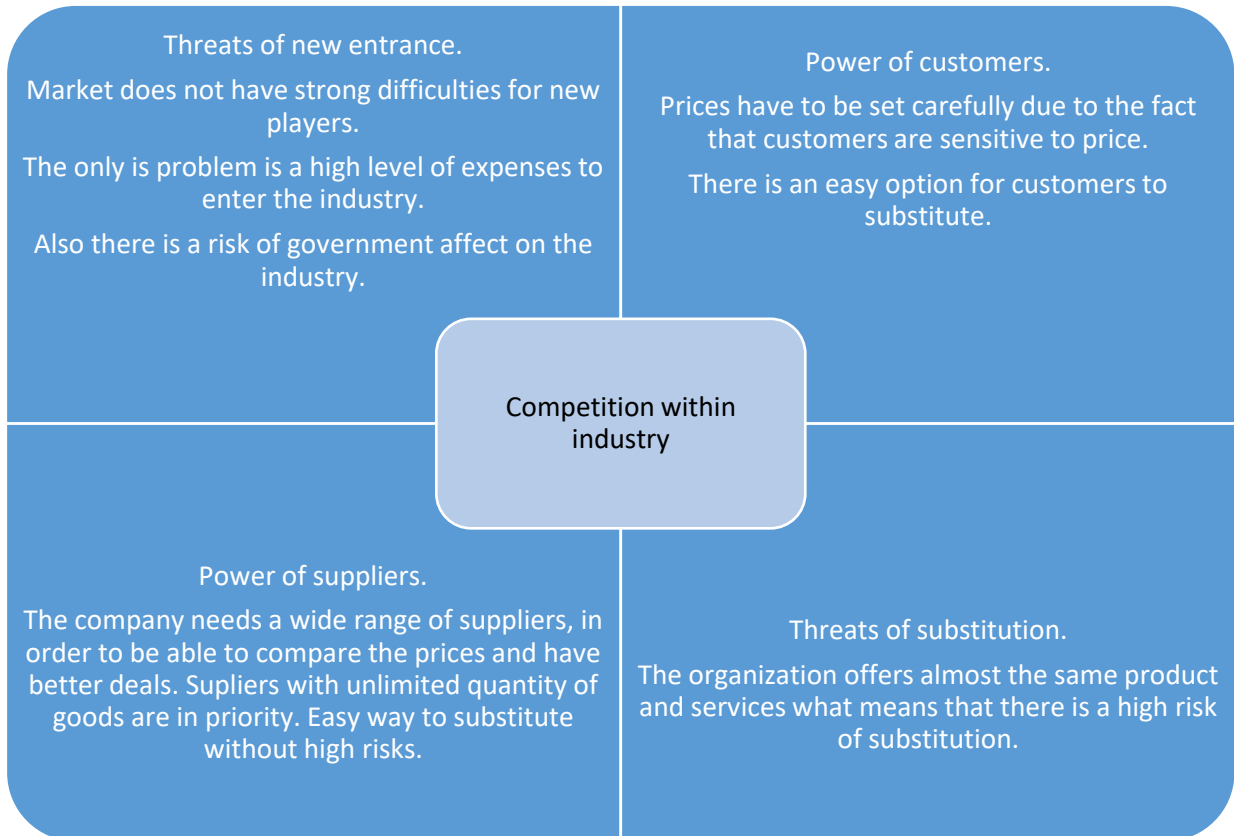 Threats of new entrance.
Market does not have strong difficulties for new
players.
The only is problem is a high level of expenses to
enter the industry.
Also there is a risk of government affect on the
industry.
Power of customers.
Prices have to be set carefully due to the fact
that customers are sensitive to price.
There is an easy option for customers to
substitute.
Competition within
industry
Power of suppliers.
The company needs a wide range of suppliers, in
order to be able to compare the prices and have
better deals. Supliers with unlimited quantity of
goods are in priority. Easy way to substitute
without high risks.
Threats of substitution.
The organization offers almost the same product
and services what means that there is a high risk
of substitution.